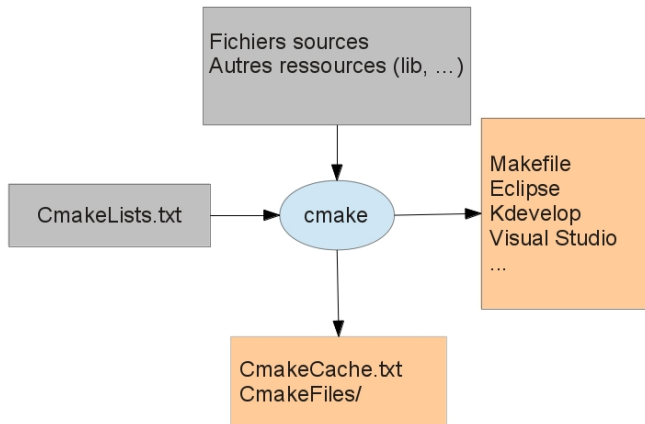 Fichiers sources
Autres ressources (lib, ...)
CmakeLists.txt
cmake
Makefile
Eclipse
Kdevelop
Visual Studio
...
CmakeCache.txt
CmakeFiles/